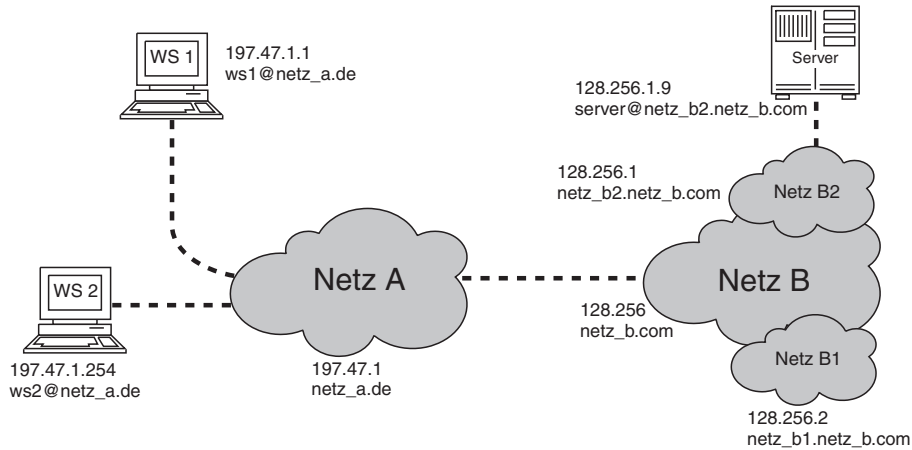 WS 1
197.47.1.1
ws1@netz_a.de
Server
128.256.1.9
server@netz_b2.netz_b.com
128.256.1
netz_b2.netz_b.com
Netz B2
WS 2
197.47.1.254
ws2@netz_a.de
Netz A
197.47.1
netz_a.de
Netz B
128.256
netz_b.com
Netz B1
128.256.2
netz_b1.netz_b.com